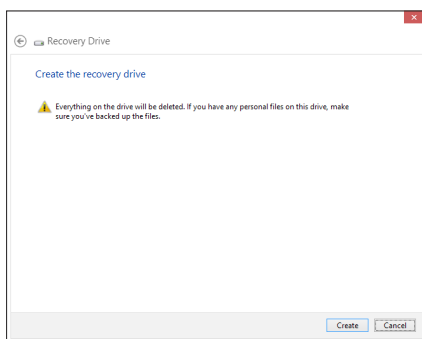 Recovery Drive
Create the recovery drive
Everything on the drive will be deleted. If you have any personal files on this drive, make
sure you've backed up the files.
Create Cancel